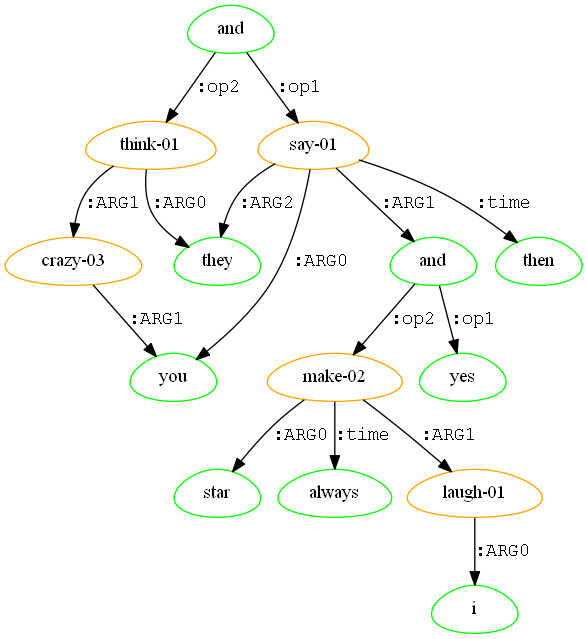 and
:op2 :op1
think-01 say-01
:ARG1 :ARG0 :ARG2 :ARG1 :time
crazy-03 they :ARG0 and then
:ARG1 :op2 :op1
you make-02 yes
:ARG0 :time :ARG1
star always laugh-01
:ARG0
i